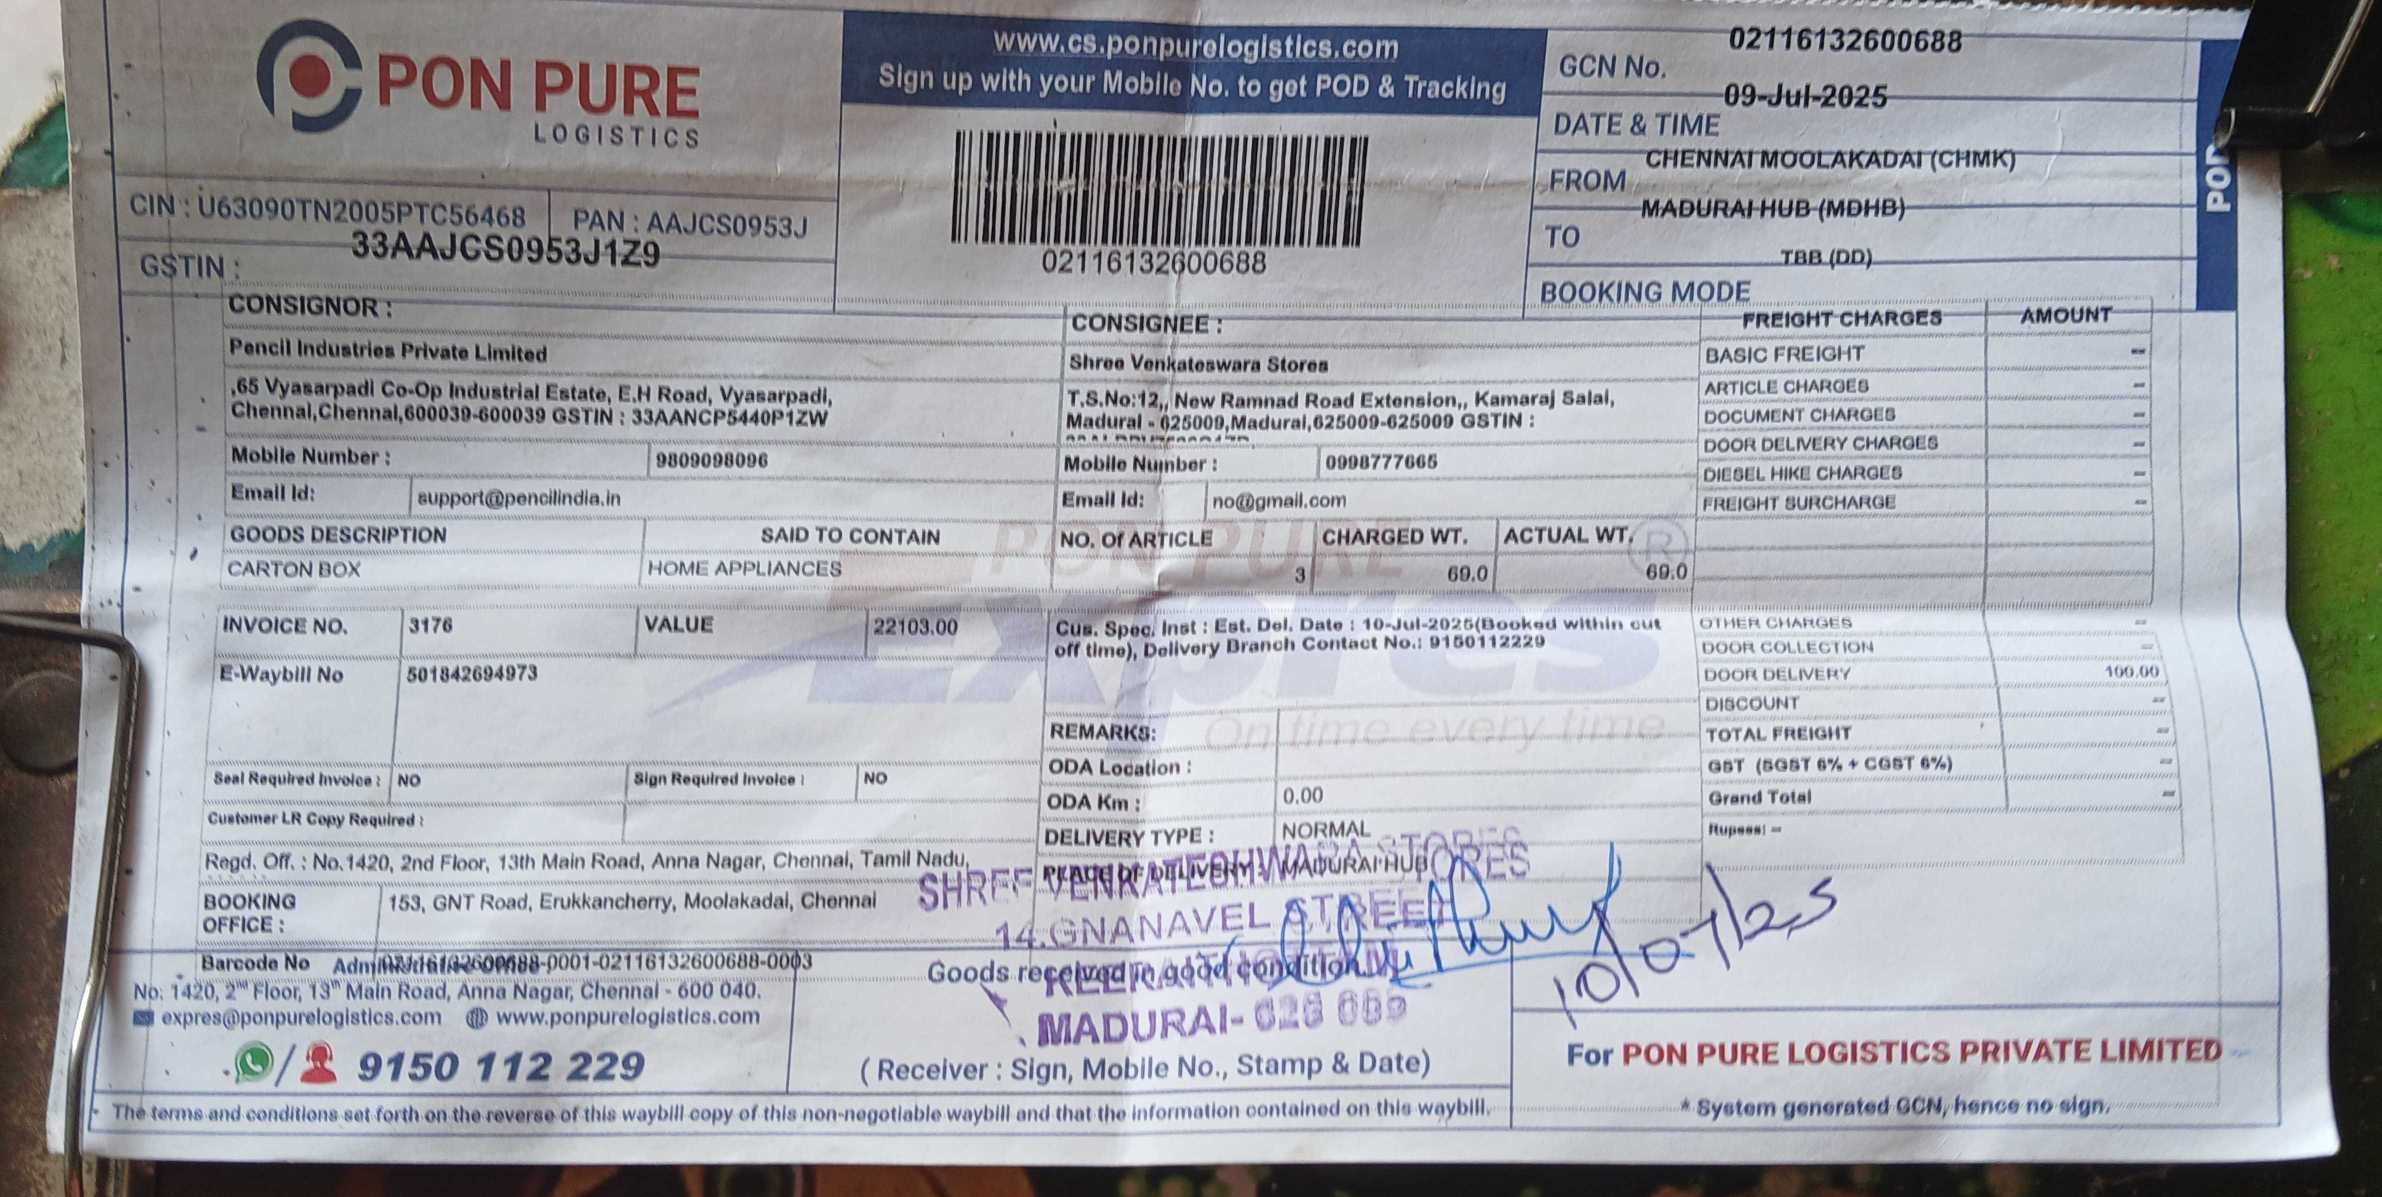 PON PURE
LOGISTICS
www.cs.ponpurelogistics.com
Sign up with your Mobile No. to get POD & Tracking
02116132600688
GCN No. 02116132600688
DATE & TIME 09-Jul-2025
FROM CHENNAI MOOLAKADAI (CHMK)
TO MADURAI HUB (MDHB)
BOOKING MODE TBB (DD)
POD
CIN : U63090TN2005PTC56468 PAN : AAJCS0953J
GSTIN : 33AAJCS0953J1Z9
CONSIGNOR :
Pencil Industries Private Limited
,65 Vyasarpadi Co-Op Industrial Estate, E.H Road, Vyasarpadi,
Chennai,Chennai,600039-600039 GSTIN : 33AANCP5440P1ZW
Mobile Number : 9809098096
Email Id: support@pencilindia.in
CONSIGNEE :
Shree Venkateswara Stores
T.S.No:12,, New Ramnad Road Extension,, Kamaraj Salai,
Madurai - 625009,Madurai,625009-625009 GSTIN :
Mobile Number : 0998777665
Email Id: no@gmail.com
FREIGHT CHARGES AMOUNT
BASIC FREIGHT --
ARTICLE CHARGES --
DOCUMENT CHARGES --
DOOR DELIVERY CHARGES --
DIESEL HIKE CHARGES --
FREIGHT SURCHARGE --
GOODS DESCRIPTION SAID TO CONTAIN NO. Of ARTICLE CHARGED WT. ACTUAL WT.
CARTON BOX HOME APPLIANCES 3 69.0 69.0
PON PURE ®
Expres
On time every time
INVOICE NO. 3176 VALUE 22103.00
E-Waybill No 501842694973
Cus. Spec. Inst : Est. Del. Date : 10-Jul-2025(Booked within cut
off time), Delivery Branch Contact No.: 9150112229
OTHER CHARGES --
DOOR COLLECTION --
DOOR DELIVERY 100.00
DISCOUNT --
TOTAL FREIGHT --
GST (SGST 6% + CGST 6%) --
Grand Total --
Rupees: --
REMARKS:
ODA Location :
ODA Km : 0.00
DELIVERY TYPE : NORMAL
PLACE OF DELIVERY : MADURAI HUB
Seal Required Invoice : NO Sign Required Invoice : NO
Customer LR Copy Required :
Regd. Off. : No.1420, 2nd Floor, 13th Main Road, Anna Nagar, Chennai, Tamil Nadu,
BOOKING OFFICE : 153, GNT Road, Erukkancherry, Moolakadai, Chennai
Barcode No 02116132600688-0001-02116132600688-0003
Administrative Office
No: 1420, 2nd Floor, 13th Main Road, Anna Nagar, Chennai - 600 040.
expres@ponpurelogistics.com www.ponpurelogistics.com
/ 9150 112 229
SHREE VENKATESHWARA STORES
14.GNANAVEL STREET
MADURAI-
10/07/25
Goods received in good condition
(Receiver : Sign, Mobile No., Stamp & Date)
For PON PURE LOGISTICS PRIVATE LIMITED
* System generated GCN, hence no sign.
The terms and conditions set forth on the reverse of this waybill copy of this non-negotiable waybill and that the information contained on this waybill.